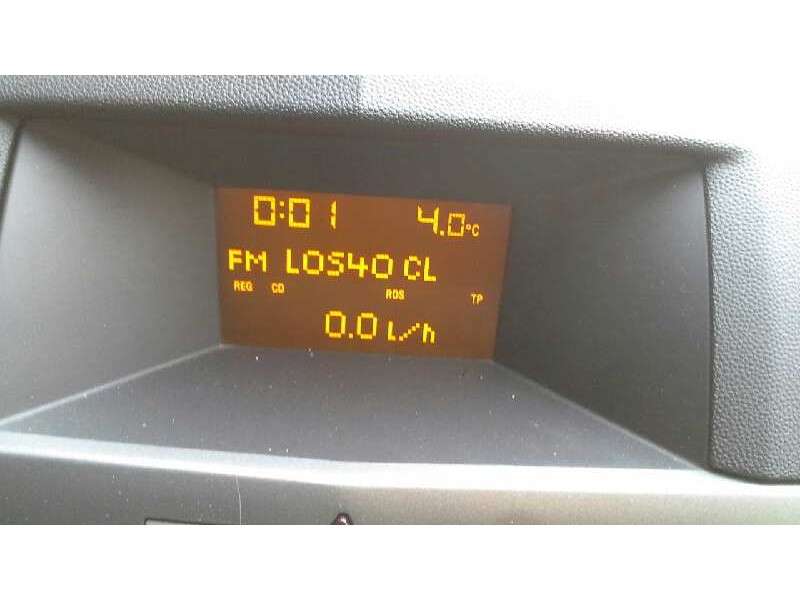 0:01 4.0°C
FM LOS40 CL
REG CD RDS TP
0.0 l/h